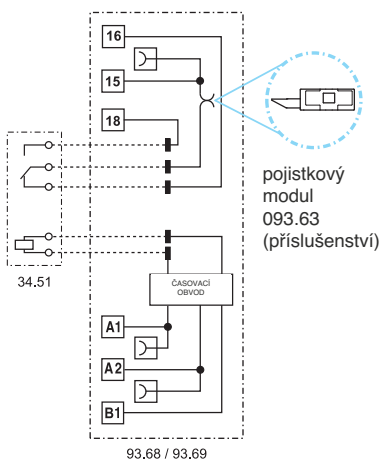 16
15
18
pojistkový
modul
093.63
(příslušenství)
34.51
ČASOVACÍ
OBVOD
A1
A2
B1
93.68 / 93.69